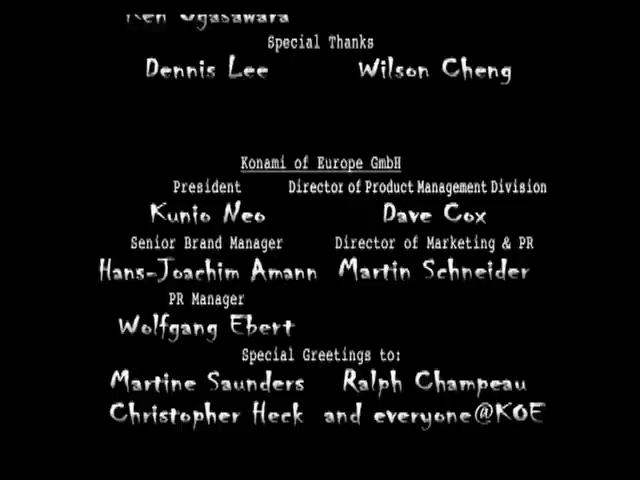 Ken Ogasawara
Special Thanks
Dennis Lee Wilson Cheng
Konami of Europe GmbH
President Director of Product Management Division
Kunio Neo Dave Cox
Senior Brand Manager Director of Marketing & PR
Hans-Joachim Amann Martin Schneider
PR Manager
Wolfgang Ebert
Special Greetings to:
Martine Saunders Ralph Champeau
Christopher Heck and everyone@KOE